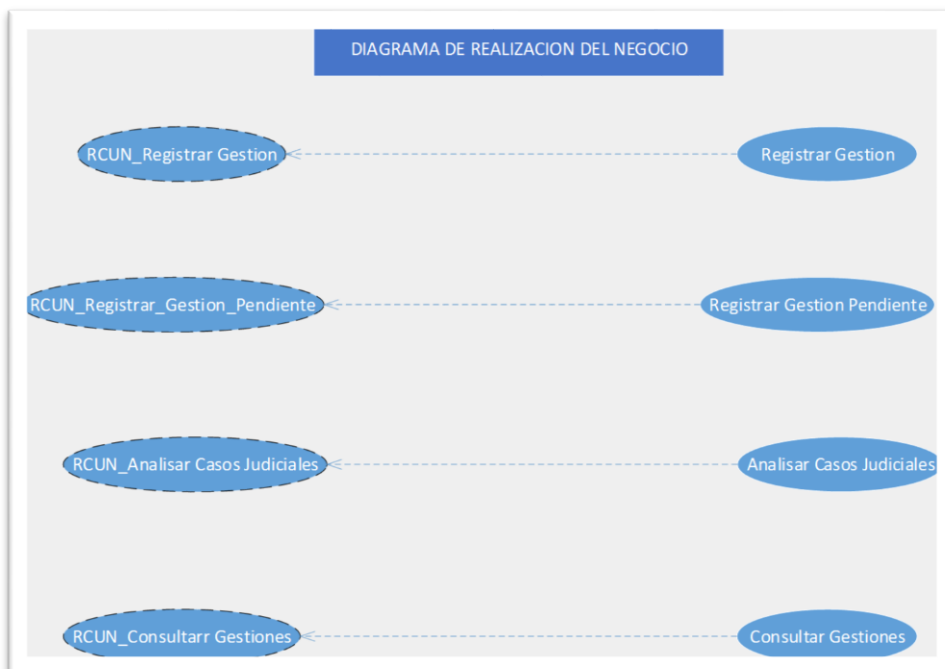 DIAGRAMA DE REALIZACION DEL NEGOCIO
RCUN_Registrar Gestion
Registrar Gestion
RCUN_Registrar_Gestion_Pendiente
Registrar Gestion Pendiente
RCUN_Analisar Casos Judiciales
Analisar Casos Judiciales
RCUN_Consultarr Gestiones
Consultar Gestiones